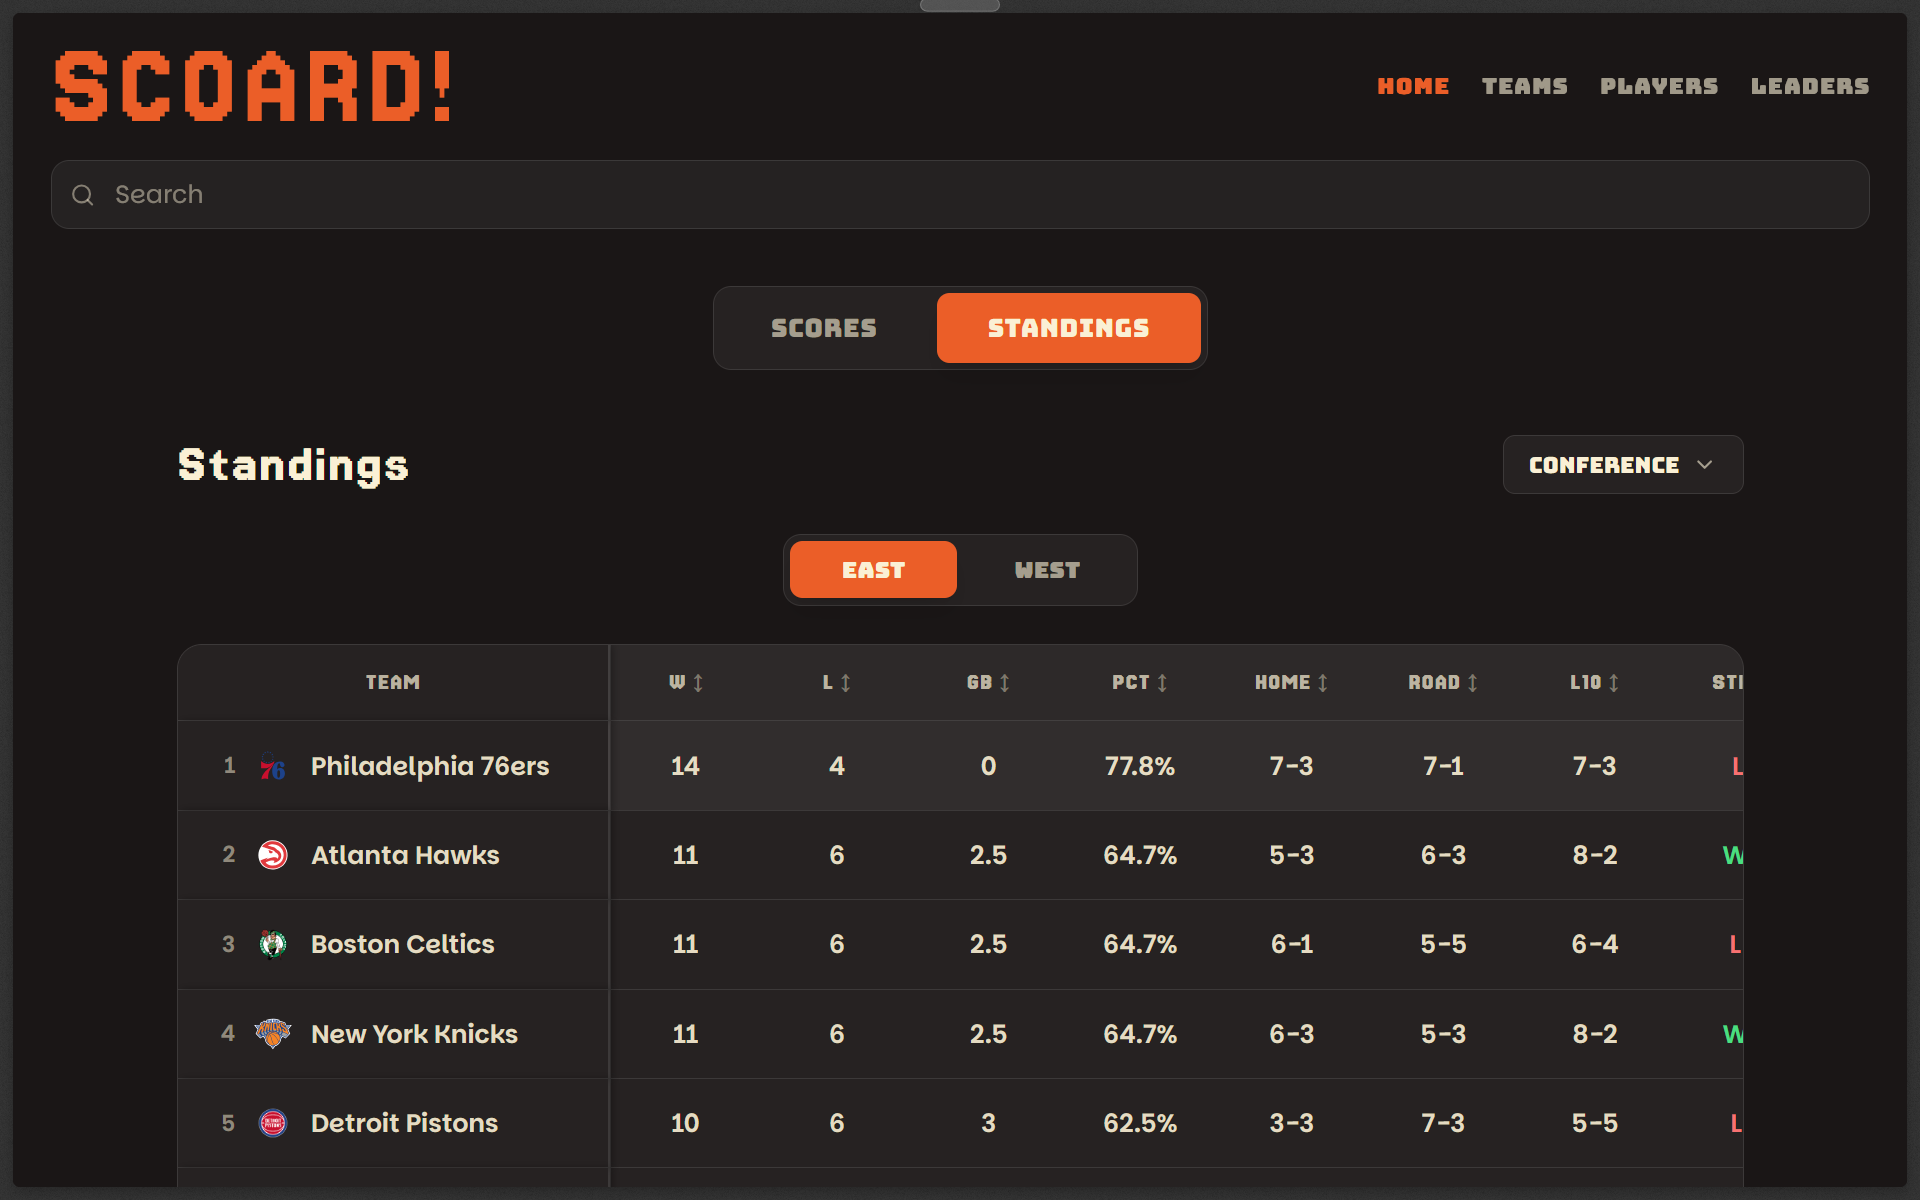 SCOARD!
HOME TEAMS PLAYERS LEADERS
Search
SCORES STANDINGS
Standings
CONFERENCE
EAST WEST
TEAM W L GB PCT HOME ROAD L10
1 76 Philadelphia 76ers 14 4 0 77.8% 7-3 7-1 7-3 L
2 Atlanta Hawks 11 6 2.5 64.7% 5-3 6-3 8-2 W
3 Boston Celtics 11 6 2.5 64.7% 6-1 5-5 6-4 L
4 KNICKS New York Knicks 11 6 2.5 64.7% 6-3 5-3 8-2 W
5 Detroit Pistons 10 6 3 62.5% 3-3 7-3 5-5 L